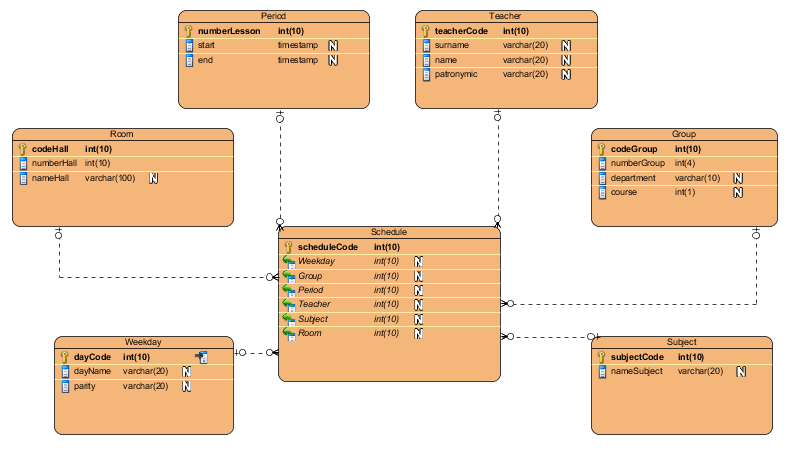 Period
numberLesson int(10)
start timestamp N
end timestamp N
Teacher
teacherCode int(10)
surname varchar(20) N
name varchar(20) N
patronymic varchar(20) N
Room
codeHall int(10)
numberHall int(10)
nameHall varchar(100) N
Group
codeGroup int(10)
numberGroup int(4)
department varchar(10) N
course int(1) N
Schedule
scheduleCode int(10)
Weekday int(10) N
Group int(10) N
Period int(10) N
Teacher int(10) N
Subject int(10) N
Room int(10) N
Weekday
dayCode int(10)
dayName varchar(20) N
parity varchar(20) N
Subject
subjectCode int(10)
nameSubject varchar(20) N